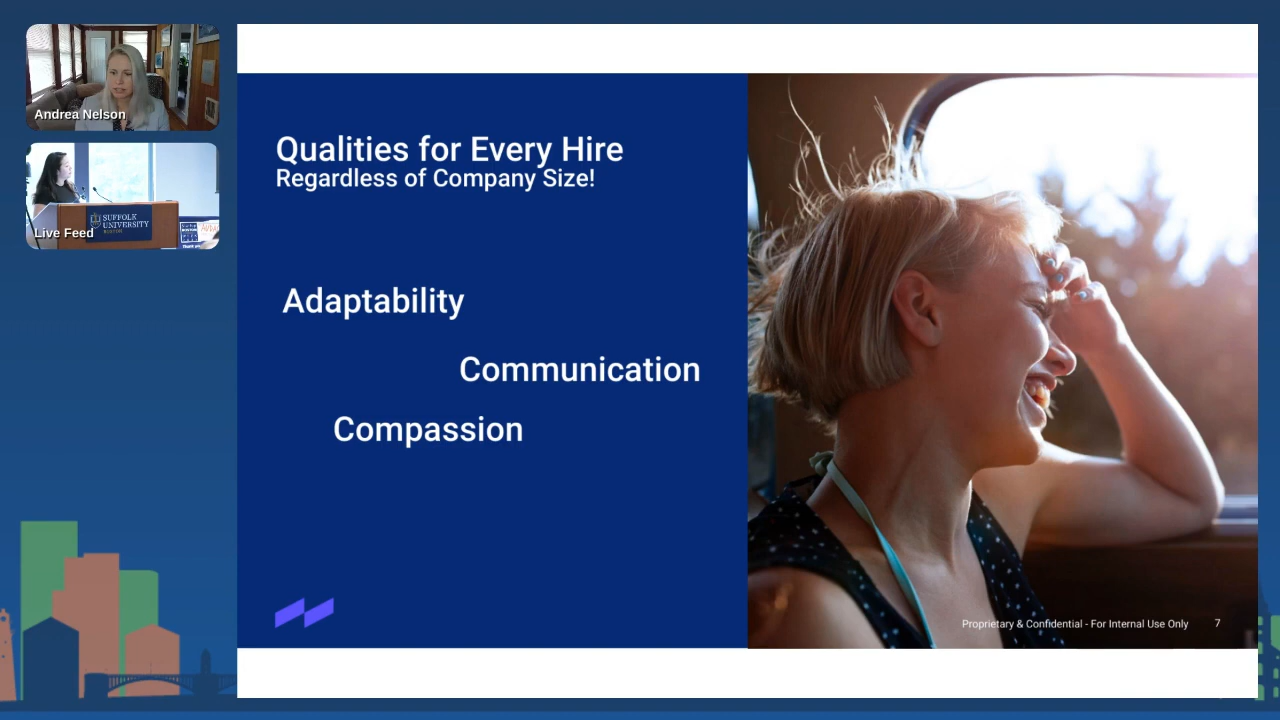 Andrea Nelson
SUFFOLK
UNIVERSITY
BOSTON
Live Feed
Qualities for Every Hire
Regardless of Company Size!
Adaptability
Communication
Compassion
Proprietary & Confidential - For Internal Use Only
7